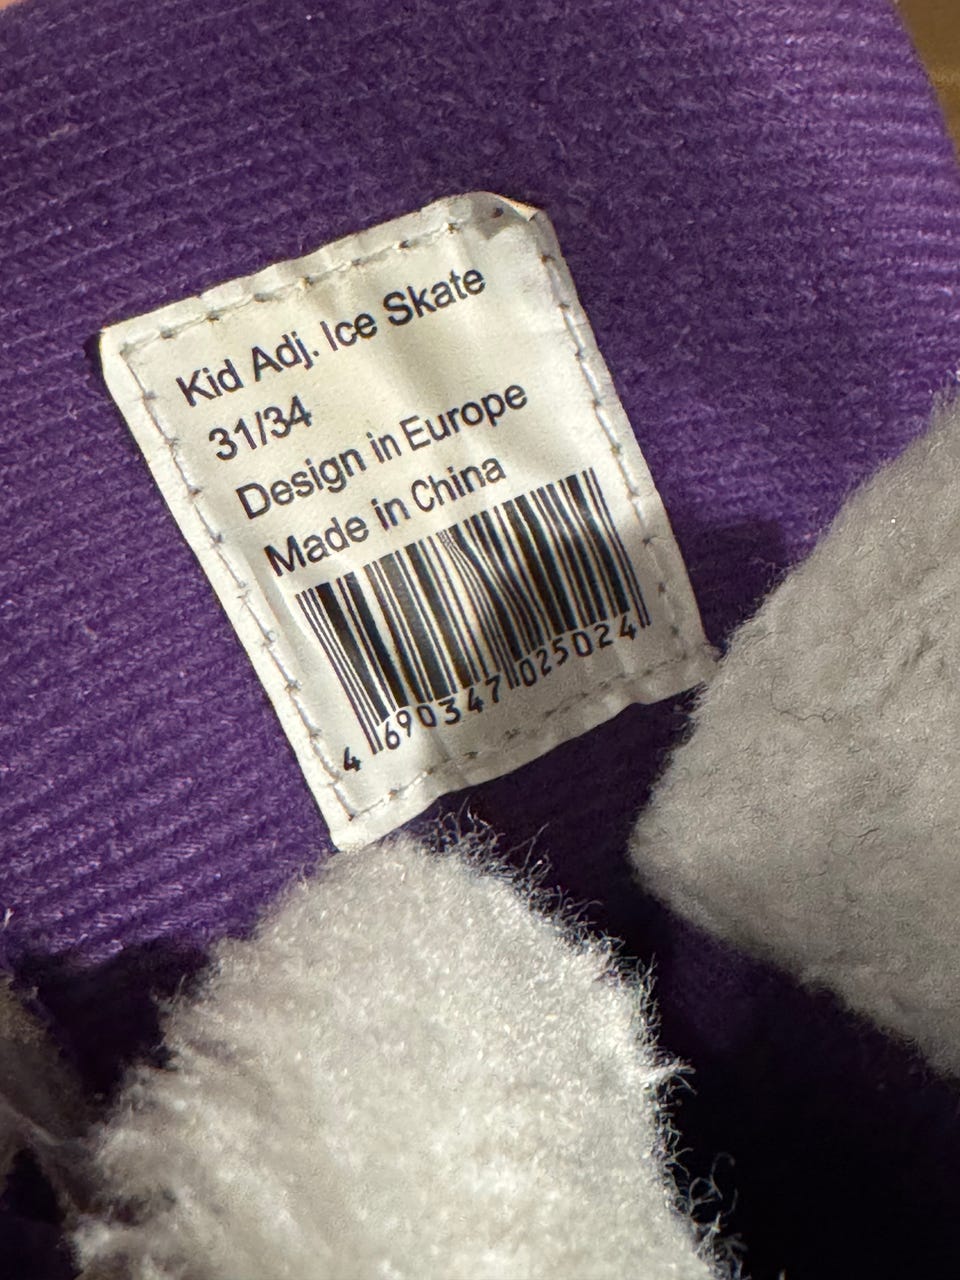 Kid Adj. Ice Skate
31/34
Design in Europe
Made in China
4 690347 025024